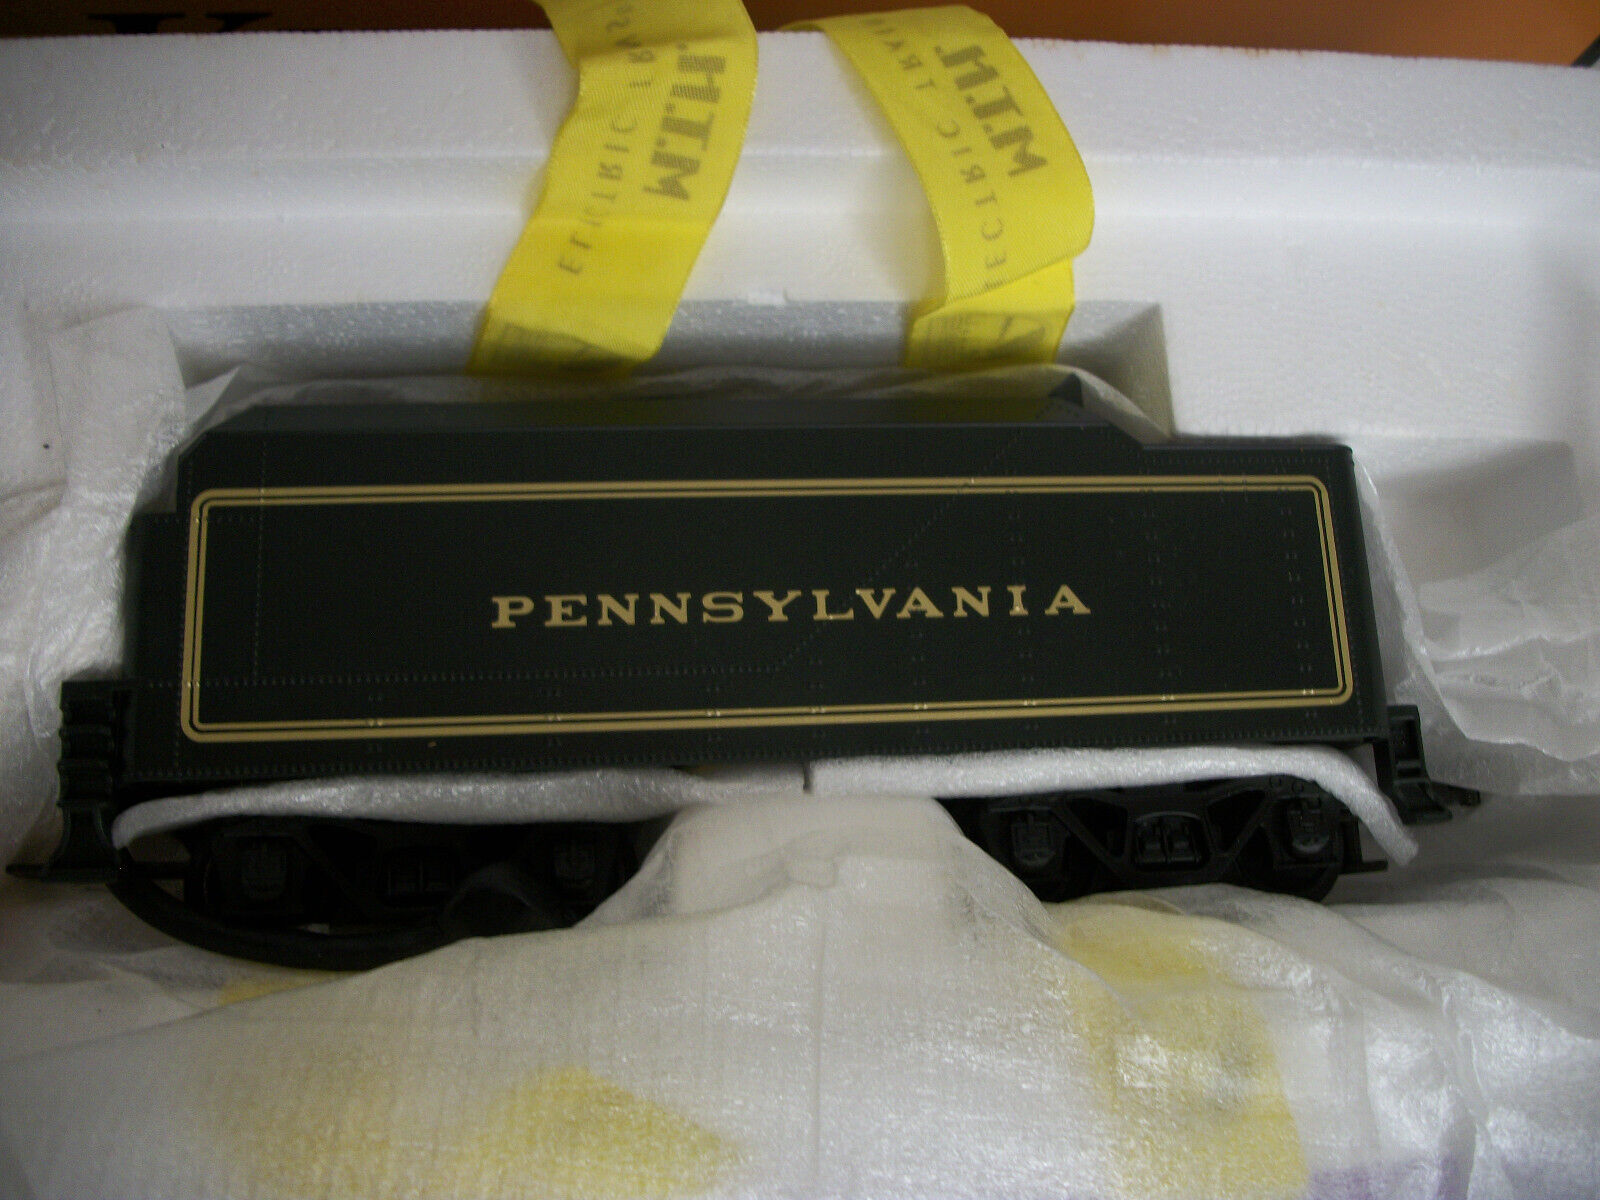 M.T.H.
ELECTRIC TRAINS
M.T.H.
ELECTRIC TRAINS
PENNSYLVANIA